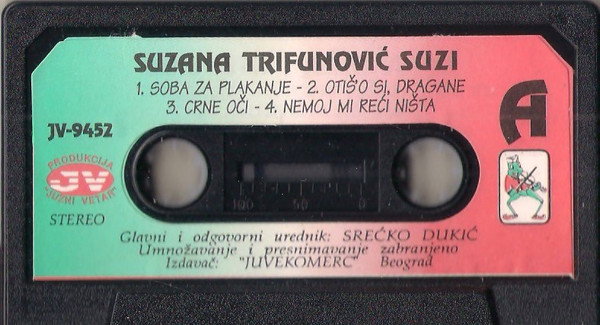 SUZANA TRIFUNOVIĆ SUZI
1. SOBA ZA PLAKANJE - 2. OTIŠ'O SI, DRAGANE
3. CRNE OČI - 4. NEMOJ MI REĆI NIŠTA
A
JV-9452
PRODUKCIJA
JV
"JUŽNI VETAR"
STEREO
100 50 0
Glavni i odgovorni urednik: SREĆKO DUKIĆ
Umnožavanje i presnimavanje zabranjeno
Izdavač: "JUVEKOMERC" Beograd